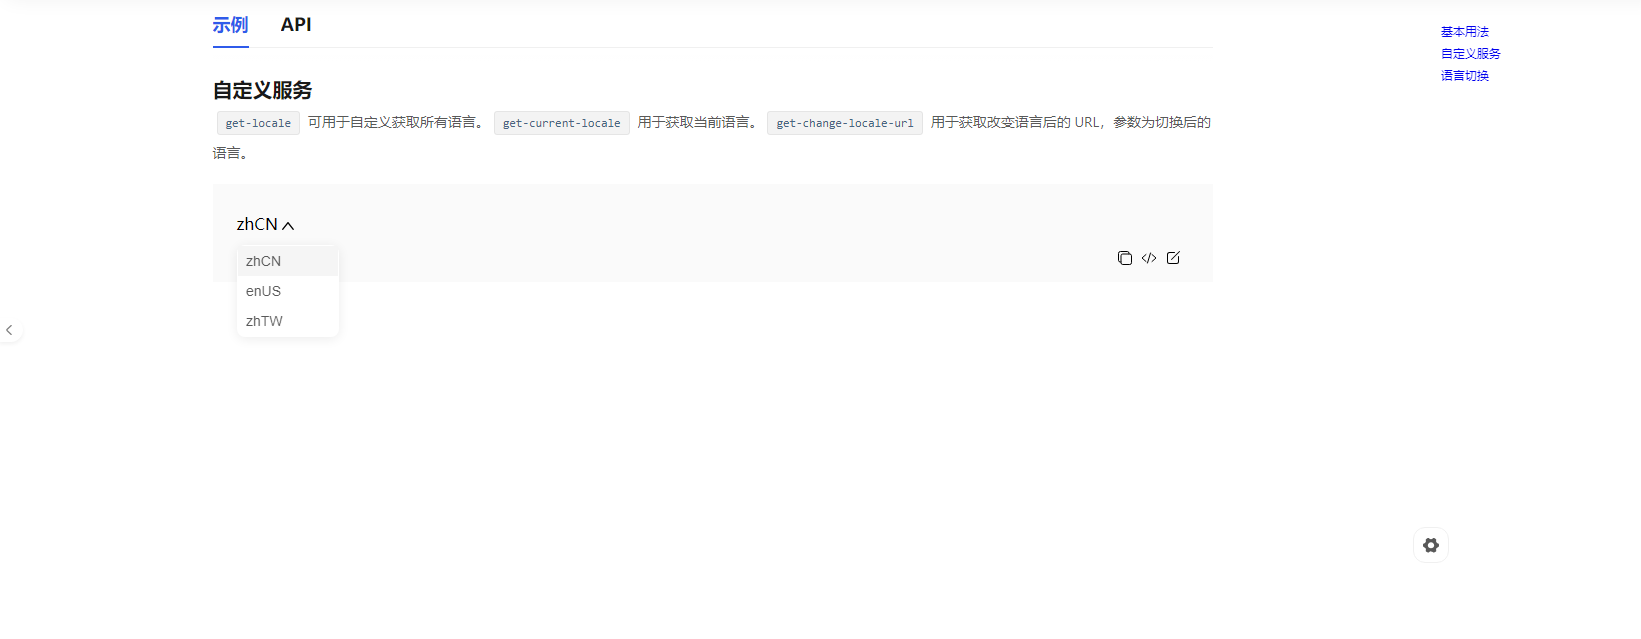 示例 API
基本用法
自定义服务
语言切换
自定义服务
get-locale 可用于自定义获取所有语言。 get-current-locale 用于获取当前语言。 get-change-locale-url 用于获取改变语言后的 URL，参数为切换后的
语言。
zhCN
zhCN
enUS
zhTW